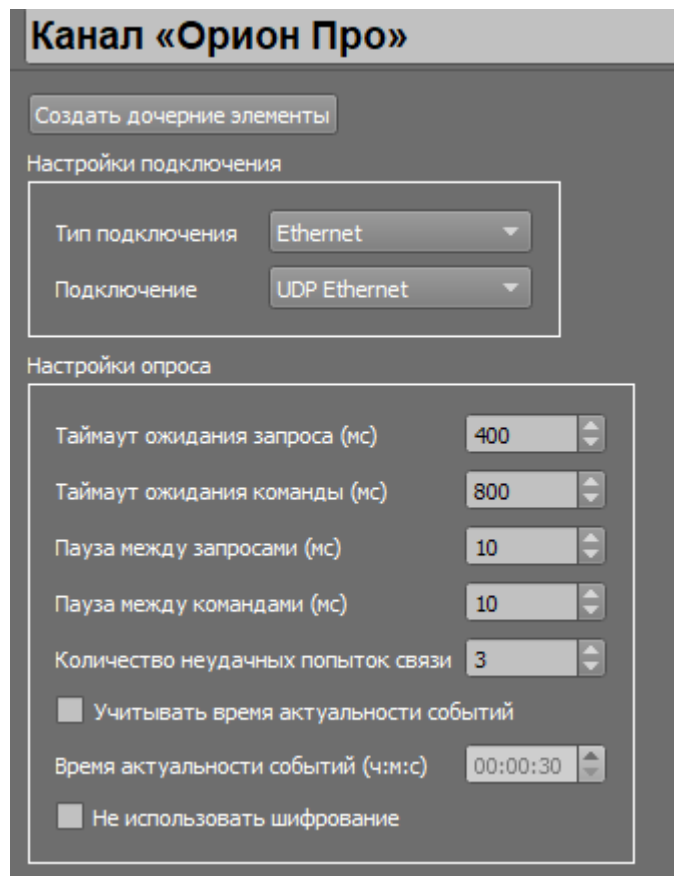 Канал «Орион Про»
Создать дочерние элементы
Настройки подключения
Тип подключения Ethernet
Подключение UDP Ethernet
Настройки опроса
Таймаут ожидания запроса (мс) 400
Таймаут ожидания команды (мс) 800
Пауза между запросами (мс) 10
Пауза между командами (мс) 10
Количество неудачных попыток связи 3
Учитывать время актуальности событий
Время актуальности событий (ч:м:с) 00:00:30
Не использовать шифрование